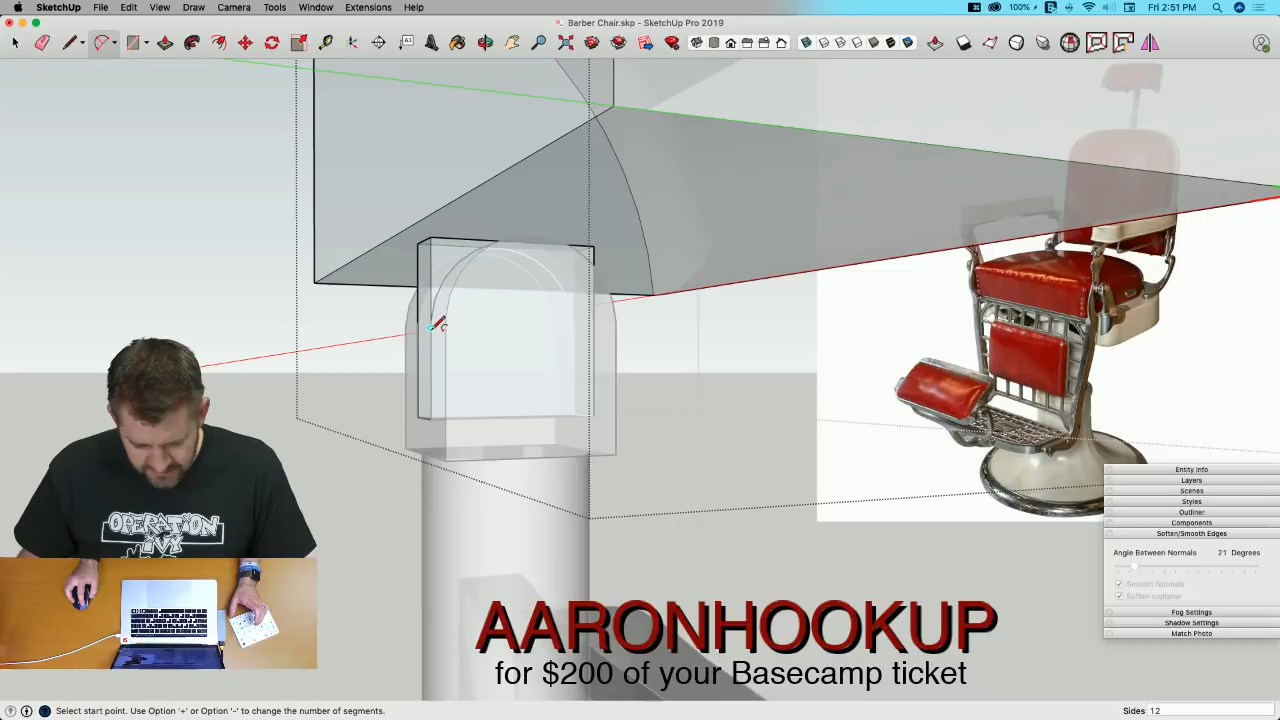 SketchUp File Edit View Draw Camera Tools Window Extensions Help
100% Fri 2:51 PM
Barber Chair.skp - SketchUp Pro 2019
A1
Entity Info
Layers
Scenes
Styles
Outliner
Components
Soften/Smooth Edges
Angle Between Normals 21 Degrees
Smooth Normals
Soften coplanar
Fog Settings
Shadow Settings
Match Photo
OPERATION
IVY
AARONHOOKUP
for $200 of your Basecamp ticket
Select start point. Use Option '+' or Option '-' to change the number of segments.
Sides 12